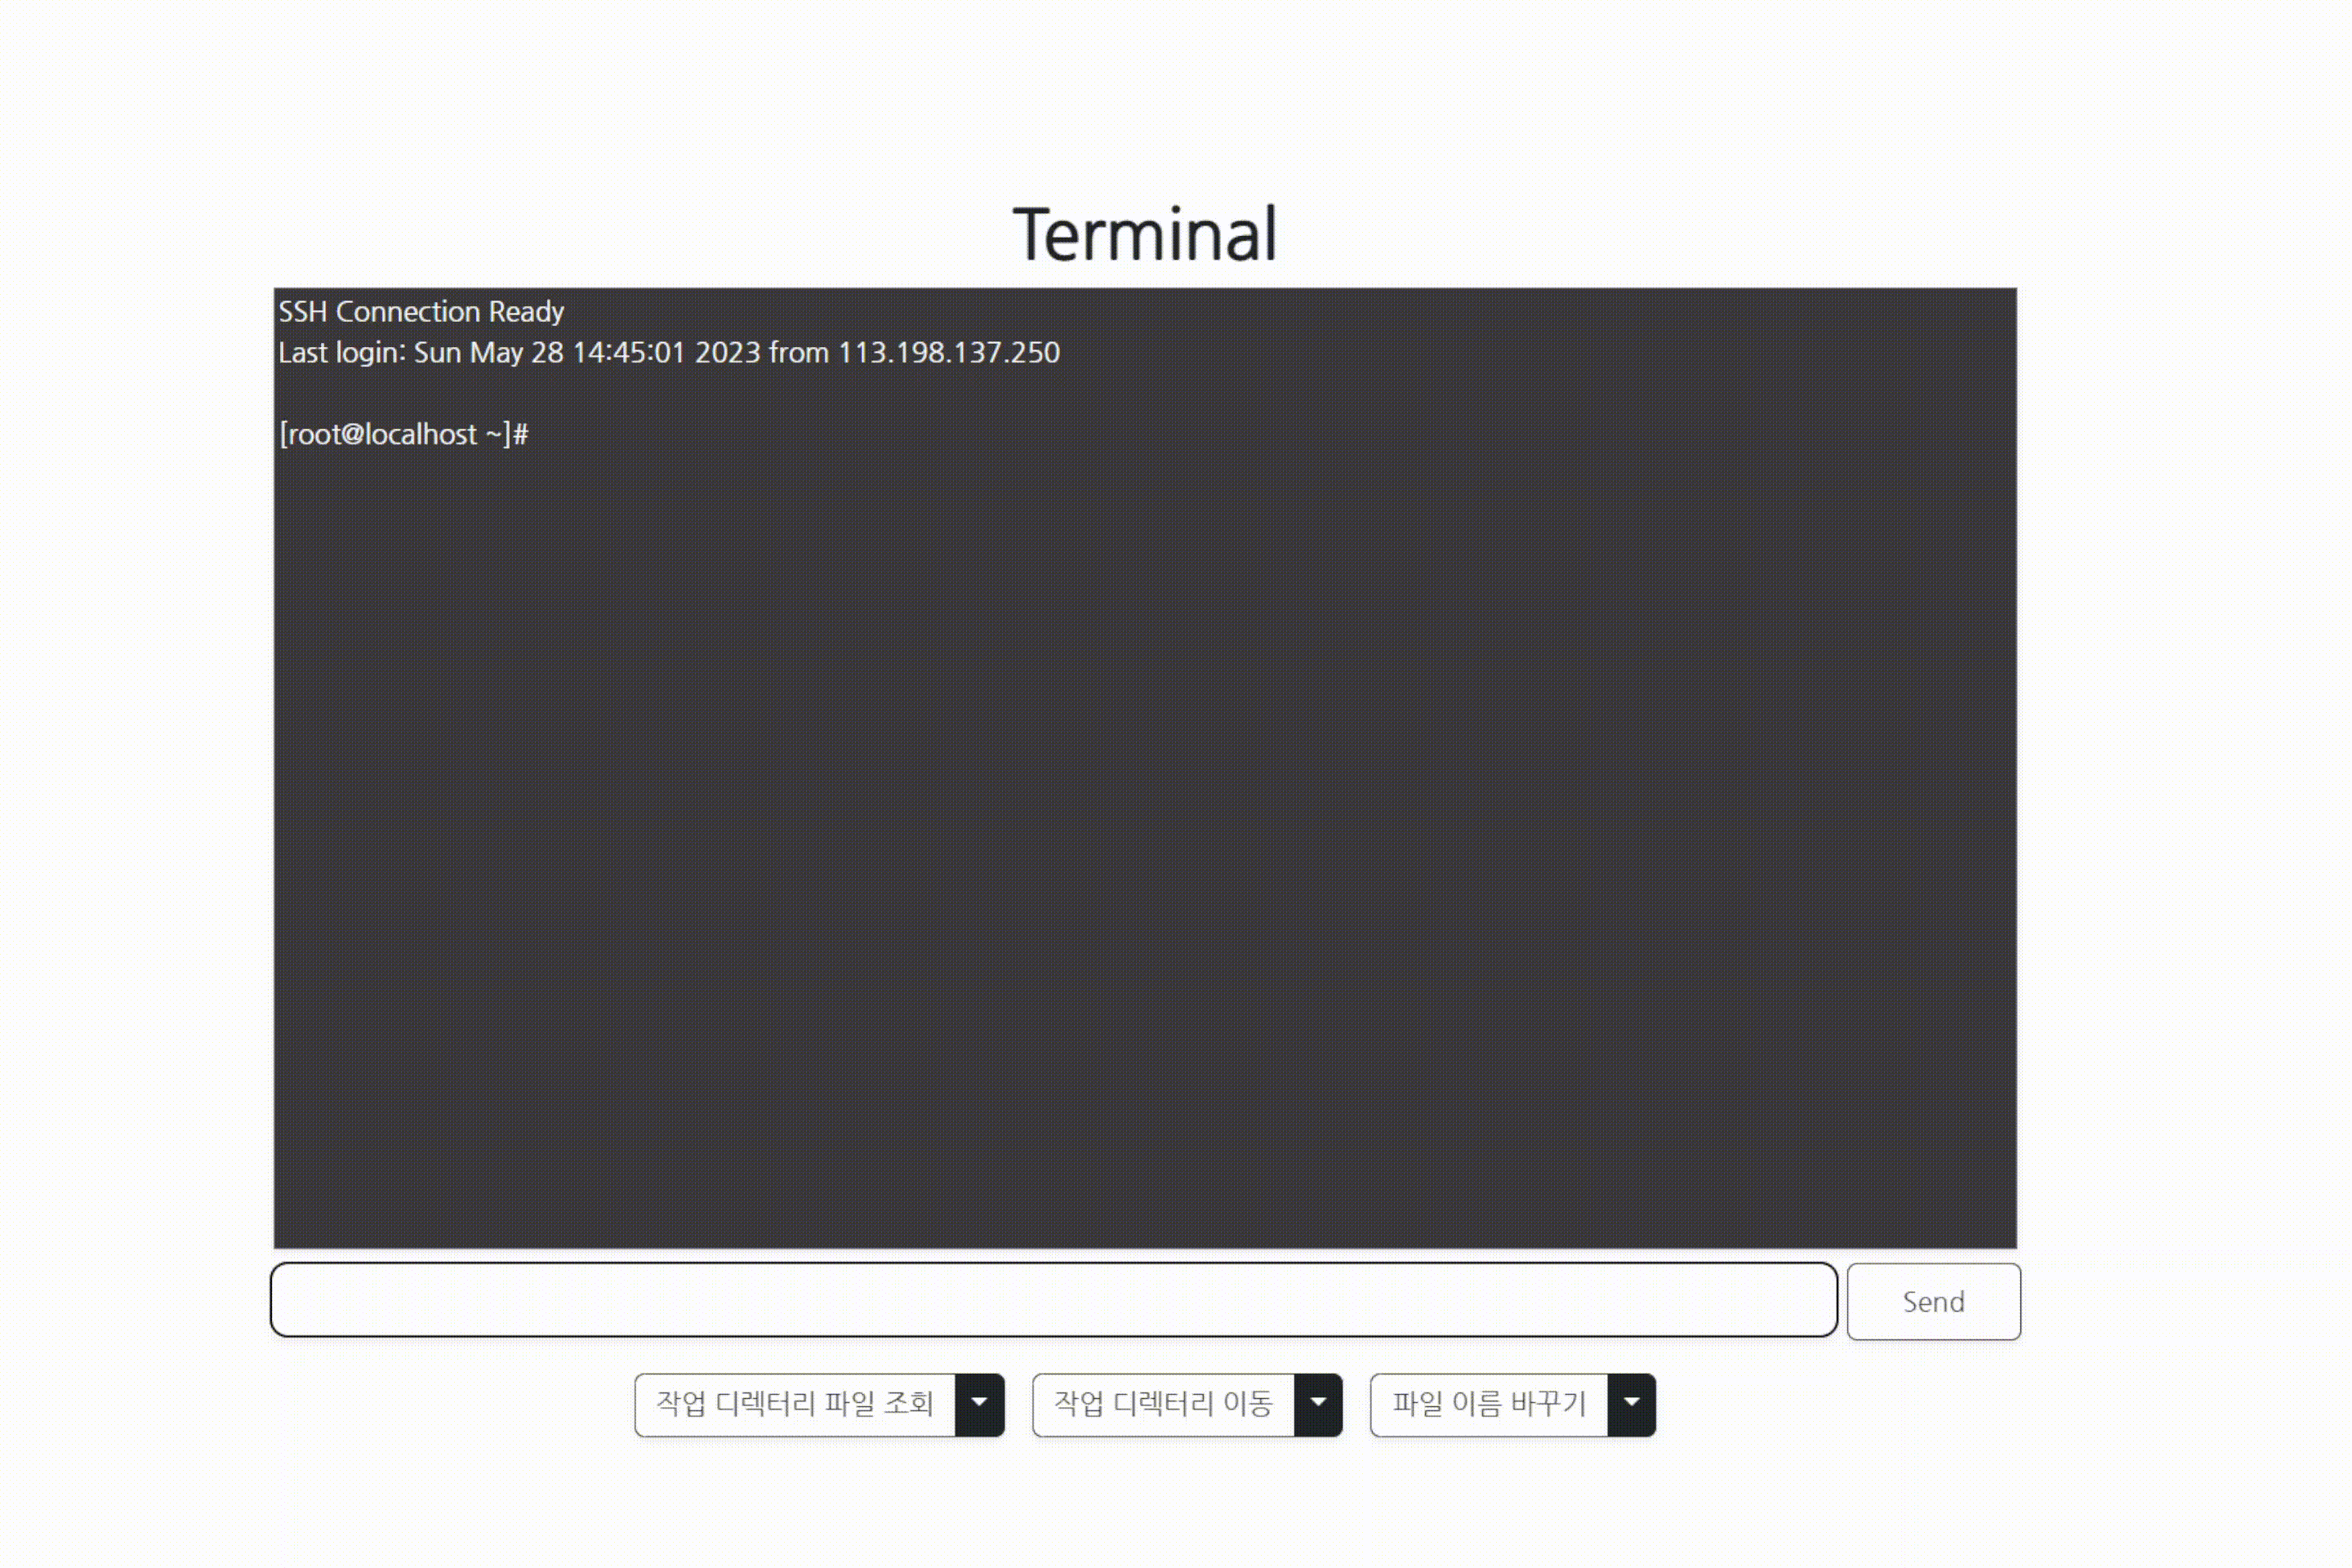 Terminal
SSH Connection Ready
Last login: Sun May 28 14:45:01 2023 from 113.198.137.250
[root@localhost ~]#
Send
작업 디렉터리 파일 조회
작업 디렉터리 이동
파일 이름 바꾸기